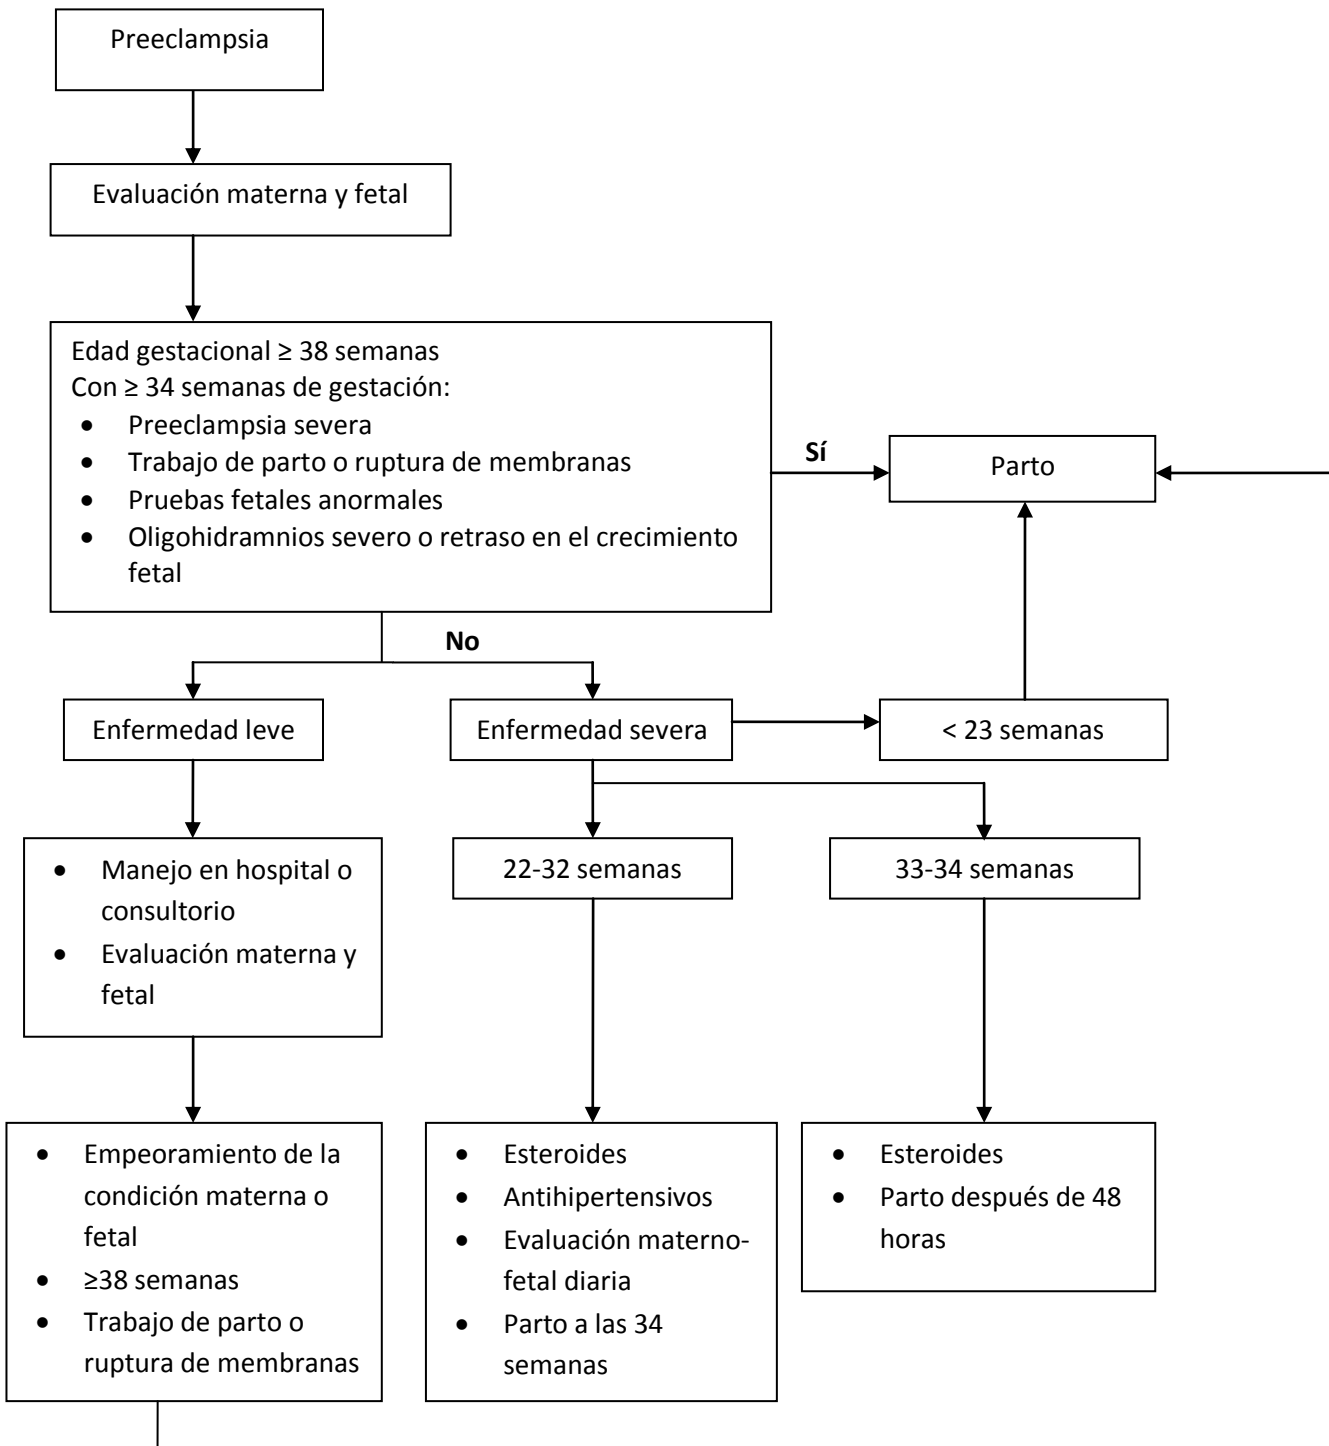 Preeclampsia
Evaluación materna y fetal
Edad gestacional ≥ 38 semanas
Con ≥ 34 semanas de gestación:
• Preeclampsia severa
• Trabajo de parto o ruptura de membranas
• Pruebas fetales anormales
• Oligohidramnios severo o retraso en el crecimiento
fetal
Sí
Parto
No
Enfermedad leve
Enfermedad severa
< 23 semanas
• Manejo en hospital o
consultorio
• Evaluación materna y
fetal
22-32 semanas
33-34 semanas
• Empeoramiento de la
condición materna o
fetal
• ≥38 semanas
• Trabajo de parto o
ruptura de membranas
• Esteroides
• Antihipertensivos
• Evaluación materno-
fetal diaria
• Parto a las 34
semanas
• Esteroides
• Parto después de 48
horas